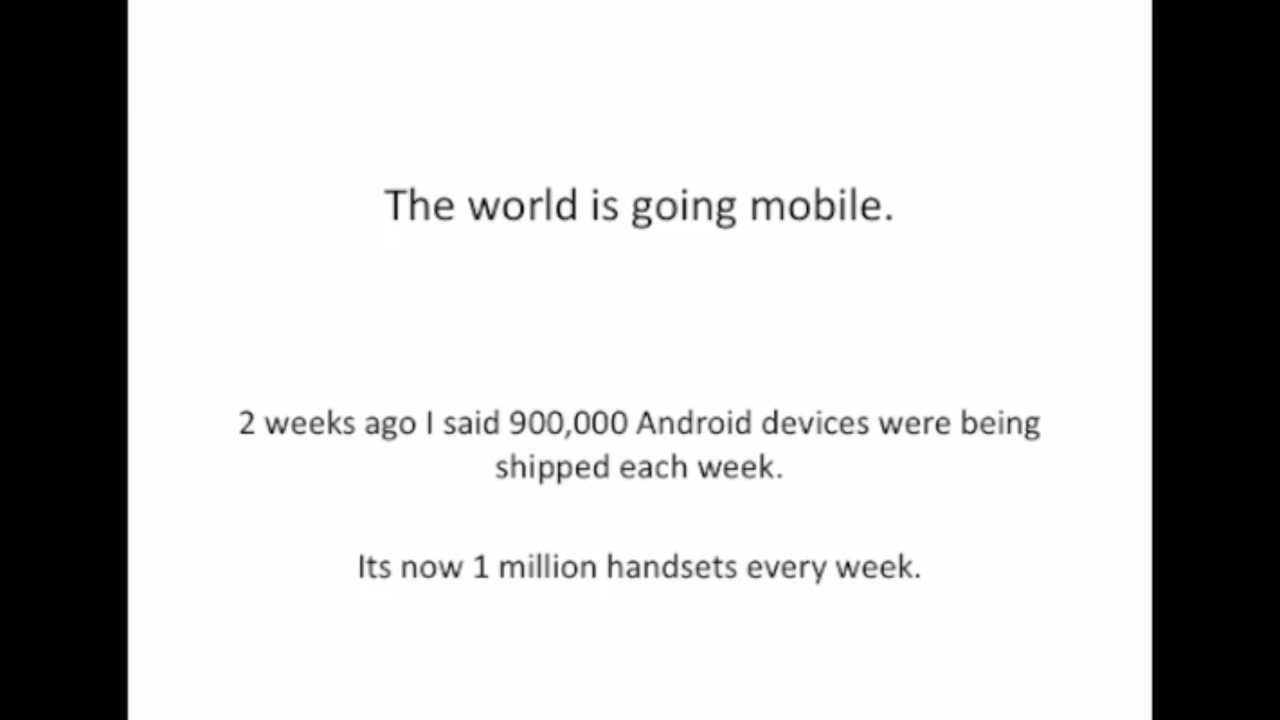 The world is going mobile.
2 weeks ago I said 900,000 Android devices were being
shipped each week.
Its now 1 million handsets every week.